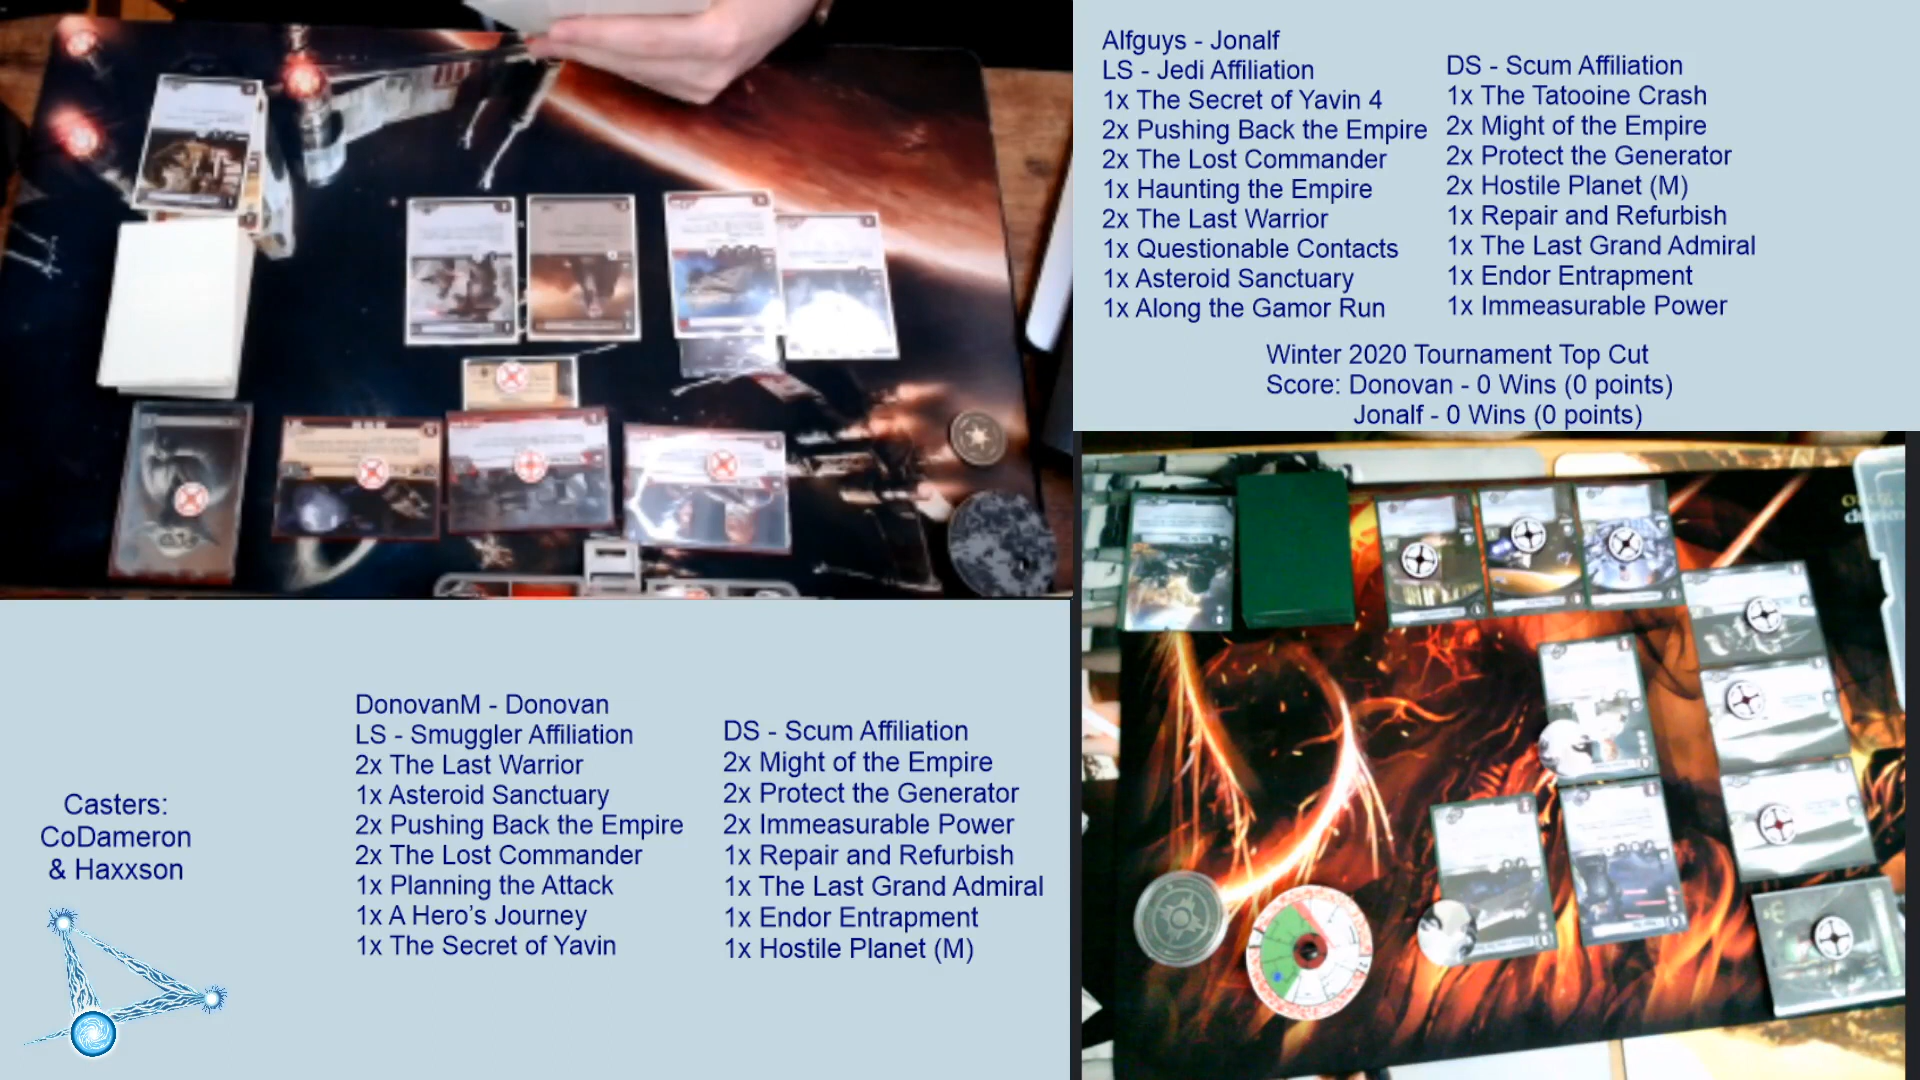 Alfguys - Jonalf
LS - Jedi Affiliation
1x The Secret of Yavin 4
2x Pushing Back the Empire
2x The Lost Commander
1x Haunting the Empire
2x The Last Warrior
1x Questionable Contacts
1x Asteroid Sanctuary
1x Along the Gamor Run
DS - Scum Affiliation
1x The Tatooine Crash
2x Might of the Empire
2x Protect the Generator
2x Hostile Planet (M)
1x Repair and Refurbish
1x The Last Grand Admiral
1x Endor Entrapment
1x Immeasurable Power
Winter 2020 Tournament Top Cut
Score: Donovan - 0 Wins (0 points)
Jonalf - 0 Wins (0 points)
Casters:
CoDameron
& Haxxson
DonovanM - Donovan
LS - Smuggler Affiliation
2x The Last Warrior
1x Asteroid Sanctuary
2x Pushing Back the Empire
2x The Lost Commander
1x Planning the Attack
1x A Hero’s Journey
1x The Secret of Yavin
DS - Scum Affiliation
2x Might of the Empire
2x Protect the Generator
2x Immeasurable Power
1x Repair and Refurbish
1x The Last Grand Admiral
1x Endor Entrapment
1x Hostile Planet (M)